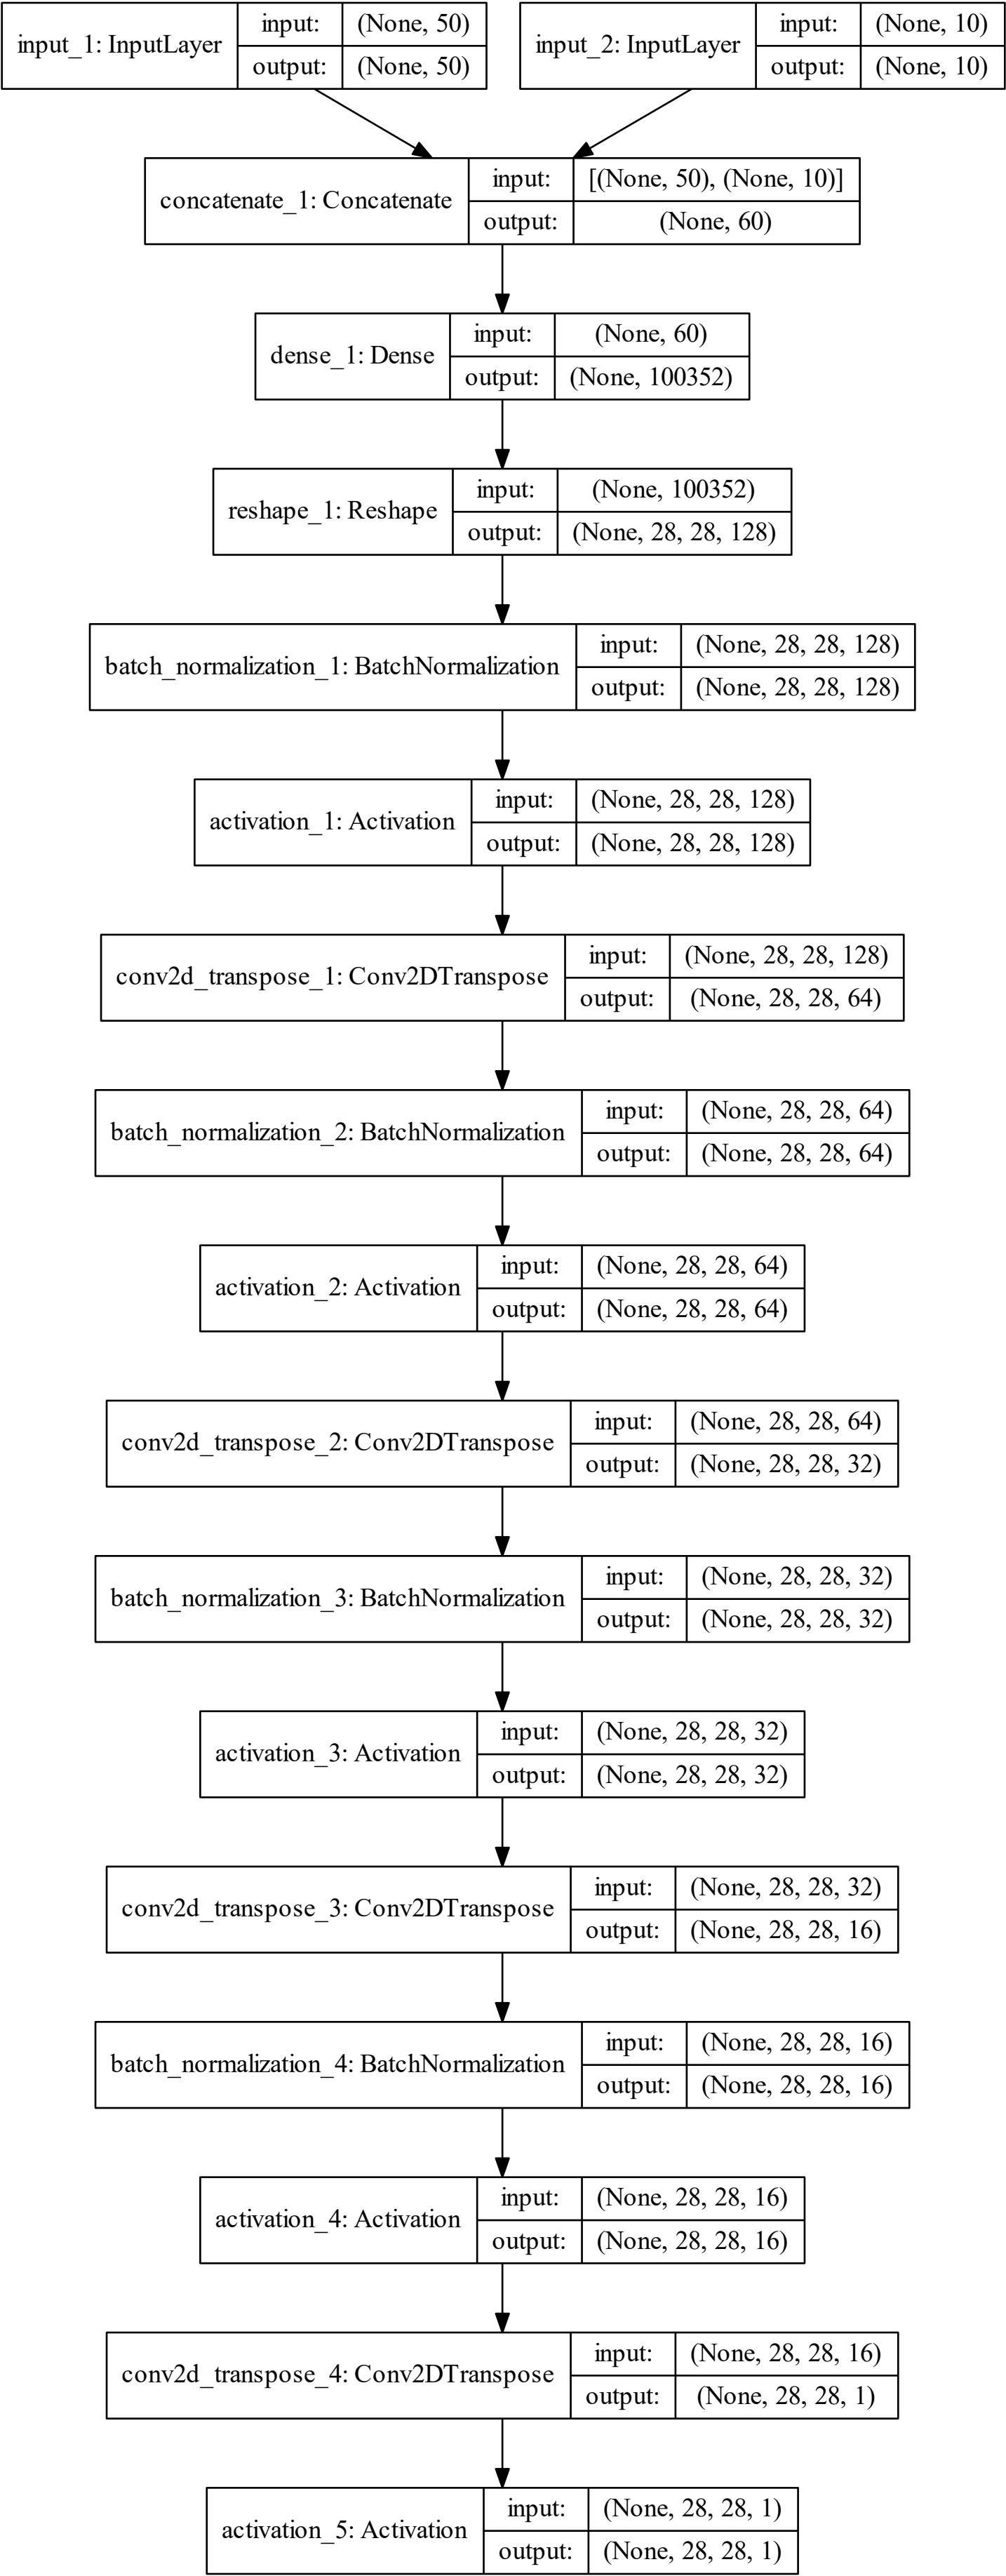 input_1: InputLayer
input: (None, 50)
output: (None, 50)
input_2: InputLayer
input: (None, 10)
output: (None, 10)
concatenate_1: Concatenate
input: [(None, 50), (None, 10)]
output: (None, 60)
dense_1: Dense
input: (None, 60)
output: (None, 100352)
reshape_1: Reshape
input: (None, 100352)
output: (None, 28, 28, 128)
batch_normalization_1: BatchNormalization
input: (None, 28, 28, 128)
output: (None, 28, 28, 128)
activation_1: Activation
input: (None, 28, 28, 128)
output: (None, 28, 28, 128)
conv2d_transpose_1: Conv2DTranspose
input: (None, 28, 28, 128)
output: (None, 28, 28, 64)
batch_normalization_2: BatchNormalization
input: (None, 28, 28, 64)
output: (None, 28, 28, 64)
activation_2: Activation
input: (None, 28, 28, 64)
output: (None, 28, 28, 64)
conv2d_transpose_2: Conv2DTranspose
input: (None, 28, 28, 64)
output: (None, 28, 28, 32)
batch_normalization_3: BatchNormalization
input: (None, 28, 28, 32)
output: (None, 28, 28, 32)
activation_3: Activation
input: (None, 28, 28, 32)
output: (None, 28, 28, 32)
conv2d_transpose_3: Conv2DTranspose
input: (None, 28, 28, 32)
output: (None, 28, 28, 16)
batch_normalization_4: BatchNormalization
input: (None, 28, 28, 16)
output: (None, 28, 28, 16)
activation_4: Activation
input: (None, 28, 28, 16)
output: (None, 28, 28, 16)
conv2d_transpose_4: Conv2DTranspose
input: (None, 28, 28, 16)
output: (None, 28, 28, 1)
activation_5: Activation
input: (None, 28, 28, 1)
output: (None, 28, 28, 1)